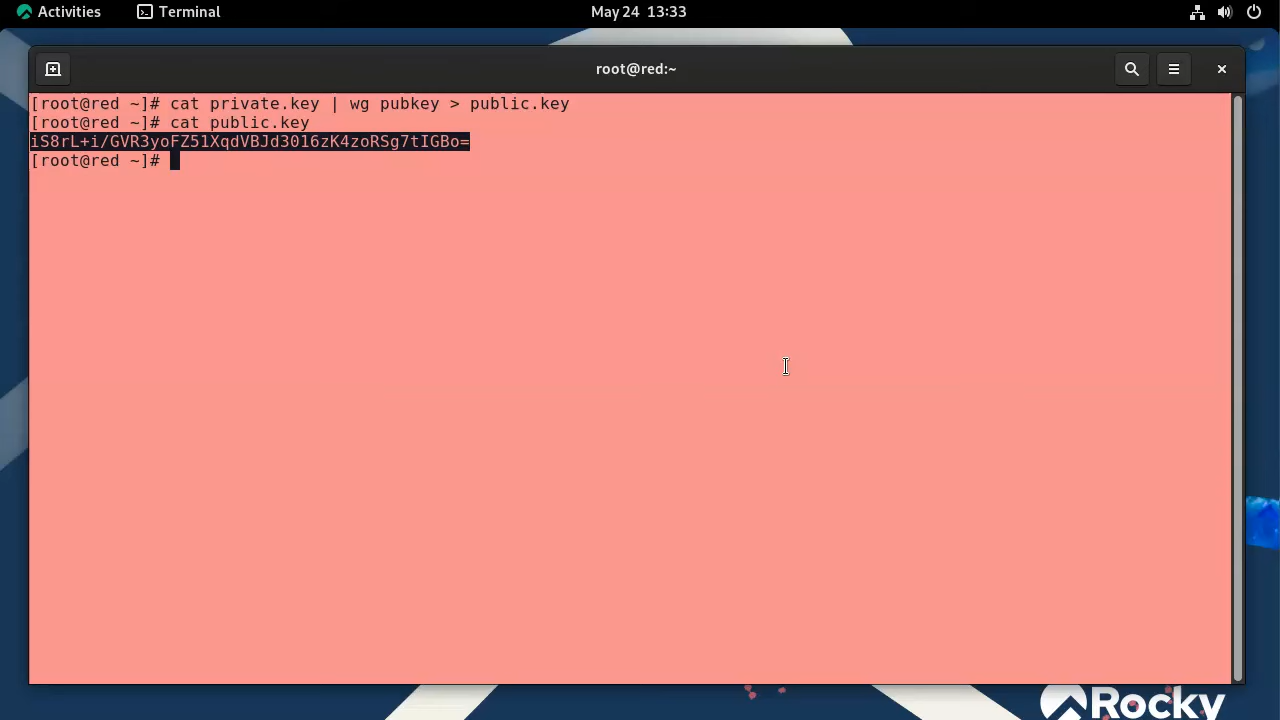 Activities
Terminal
May 24 13:33
root@red:~
[root@red ~]# cat private.key | wg pubkey > public.key
[root@red ~]# cat public.key
iS8rL+i/GVR3yoFZ51XqdVBJd3016zK4zoRSg7tIGBo=
[root@red ~]#
Rocky